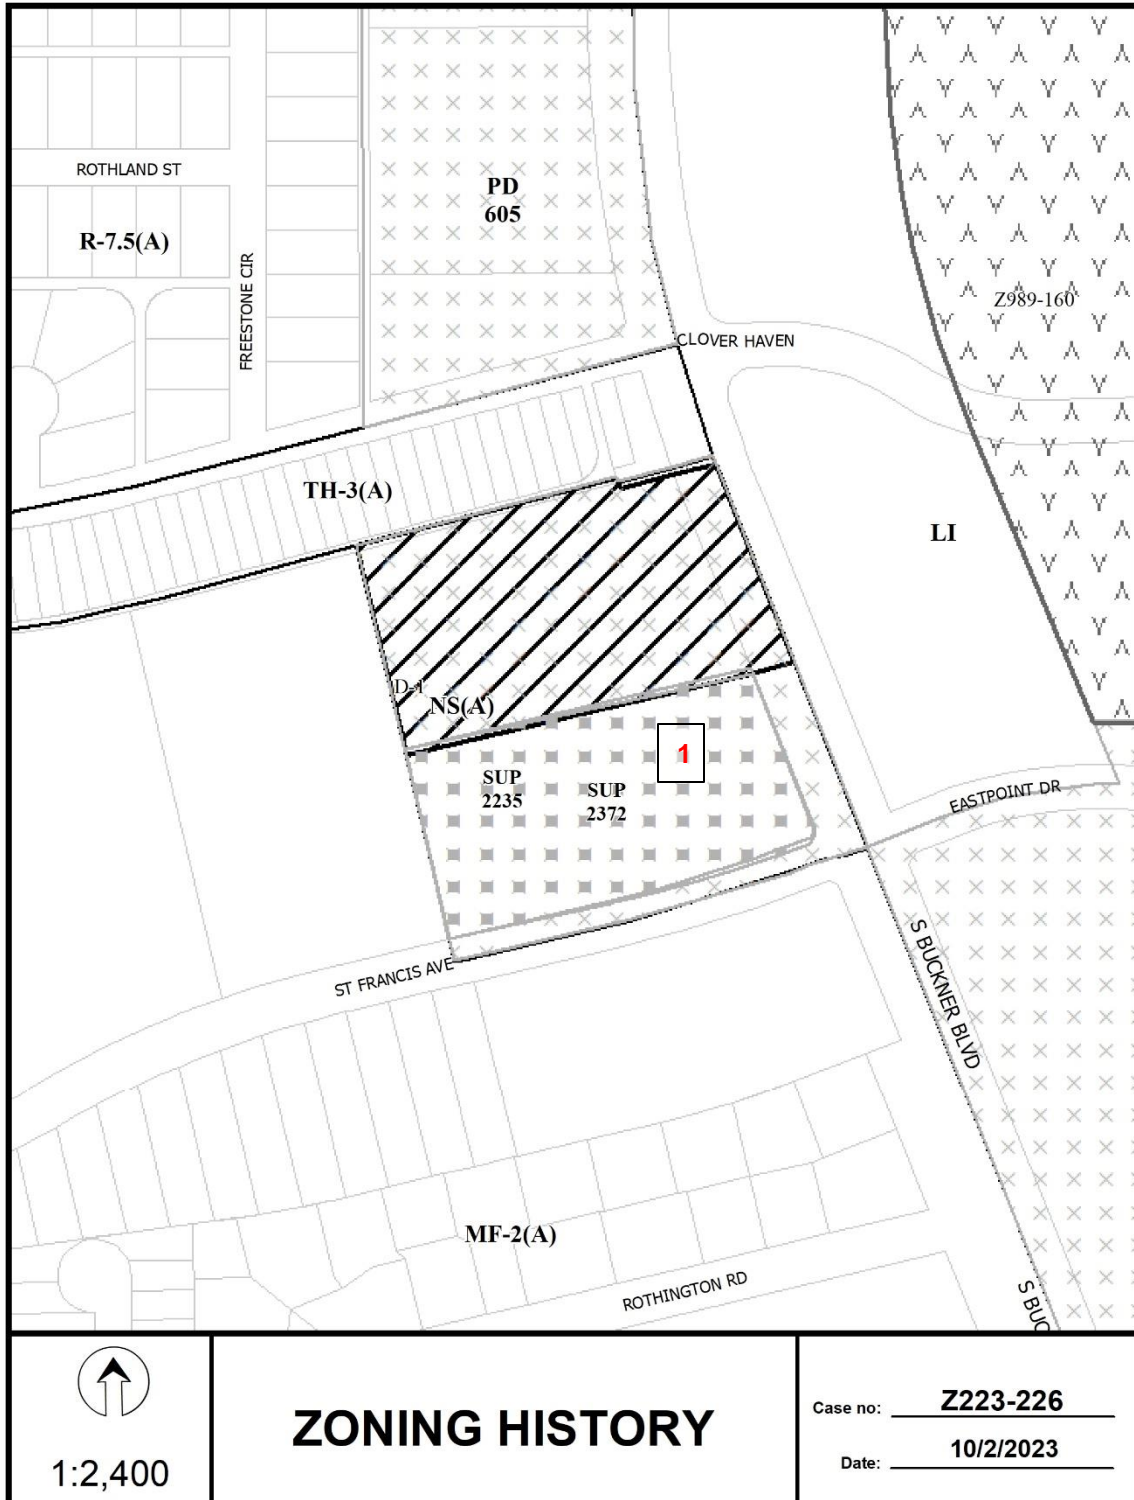 ROTHLAND ST
R-7.5(A)
FREESTONE CIR
PD
605
Z989-160
CLOVER HAVEN
TH-3(A)
LI
D-1
NS(A)
1
SUP
2235
SUP
2372
EASTPOINT DR
ST FRANCIS AVE
S BUCKNER BLVD
MF-2(A)
ROTHINGTON RD
S BUC
1:2,400
ZONING HISTORY
Case no: Z223-226
Date: 10/2/2023